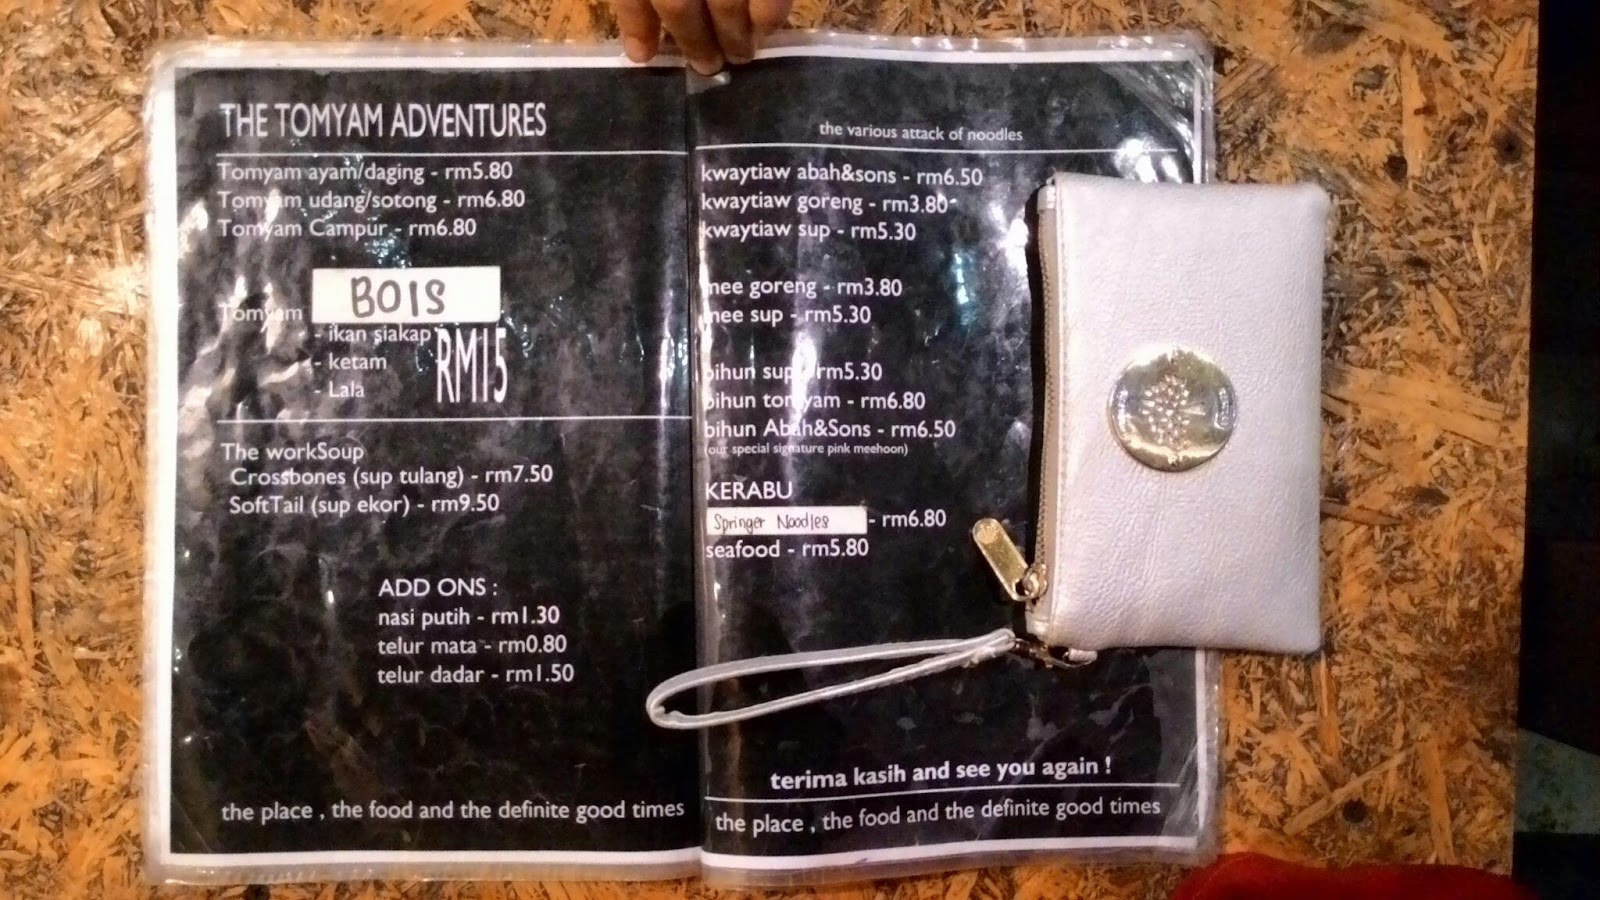 THE TOMYAM ADVENTURES
Tomyam ayam/daging - rm5.80
Tomyam udang/sotong - rm6.80
Tomyam Campur - rm6.80
Tomyam BOIS
- ikan siakap
- ketam
- Lala
RM15
The workSoup
Crossbones (sup tulang) - rm7.50
SoftTail (sup ekor) - rm9.50
ADD ONS :
nasi putih - rm1.30
telur mata - rm0.80
telur dadar - rm1.50
the place , the food and the definite good times
the various attack of noodles
kwaytiaw abah&sons - rm6.50
kwaytiaw goreng - rm3.80
kwaytiaw sup - rm5.30
mee goreng - rm3.80
mee sup - rm5.30
bihun sup - rm5.30
bihun tomyam - rm6.80
bihun Abah&Sons - rm6.50
(our special signature pink meehoon)
KERABU
Springer Noodles - rm6.80
seafood - rm5.80
terima kasih and see you again !
the place , the food and the definite good times